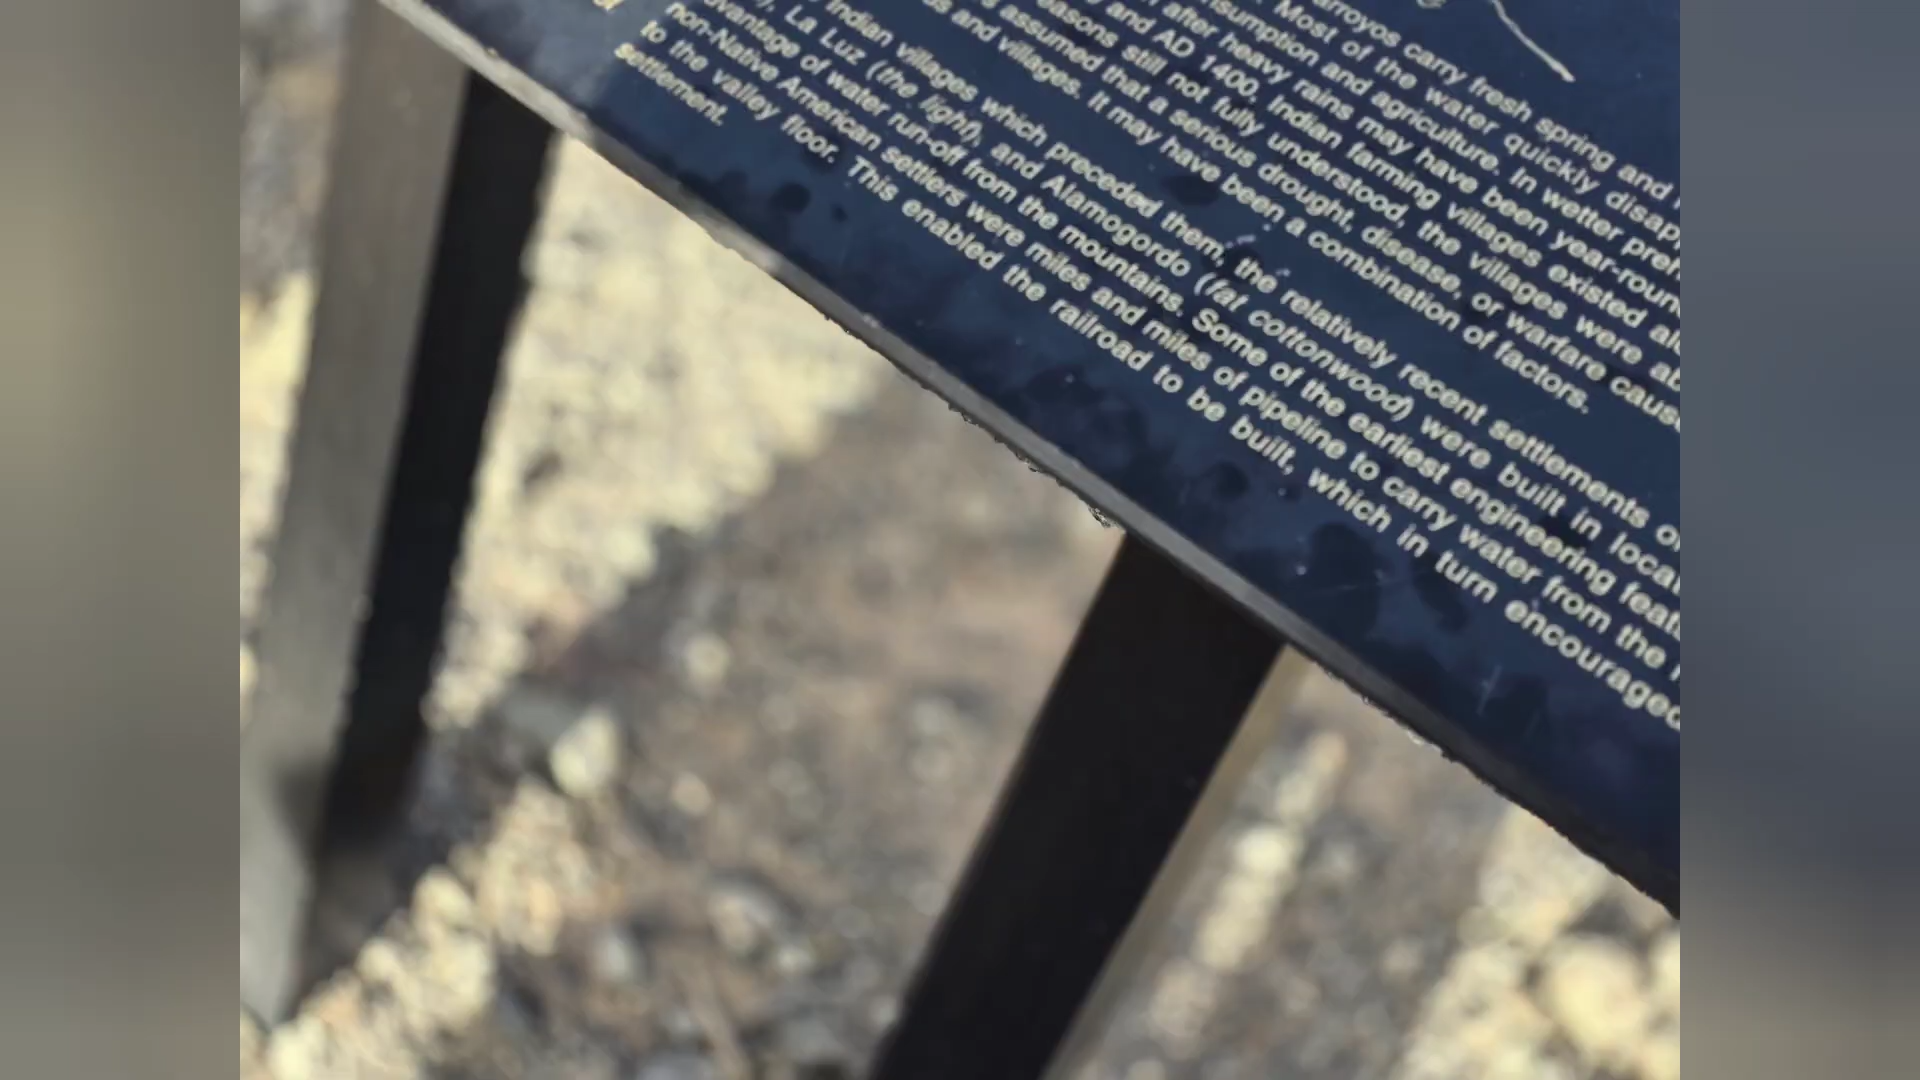 arroyos carry fresh spring and
Most of the water quickly
consumption and agriculture. In wetter
after heavy rains may have been year-round
and AD 1400. Indian farming villages existed
still not fully understood, the villages were
assumed that a serious drought, disease, or warfare
and villages. It may have been a combination of factors.
Indian villages which preceded them, the relatively recent settlements
La Luz (the light), and Alamogordo (fat cottonwood) were built in
advantage of water run-off from the mountains. Some of the earliest engineering
non-Native American settlers were miles and miles of pipeline to carry water from the
to the valley floor. This enabled the railroad to be built, which in turn encouraged
settlement.